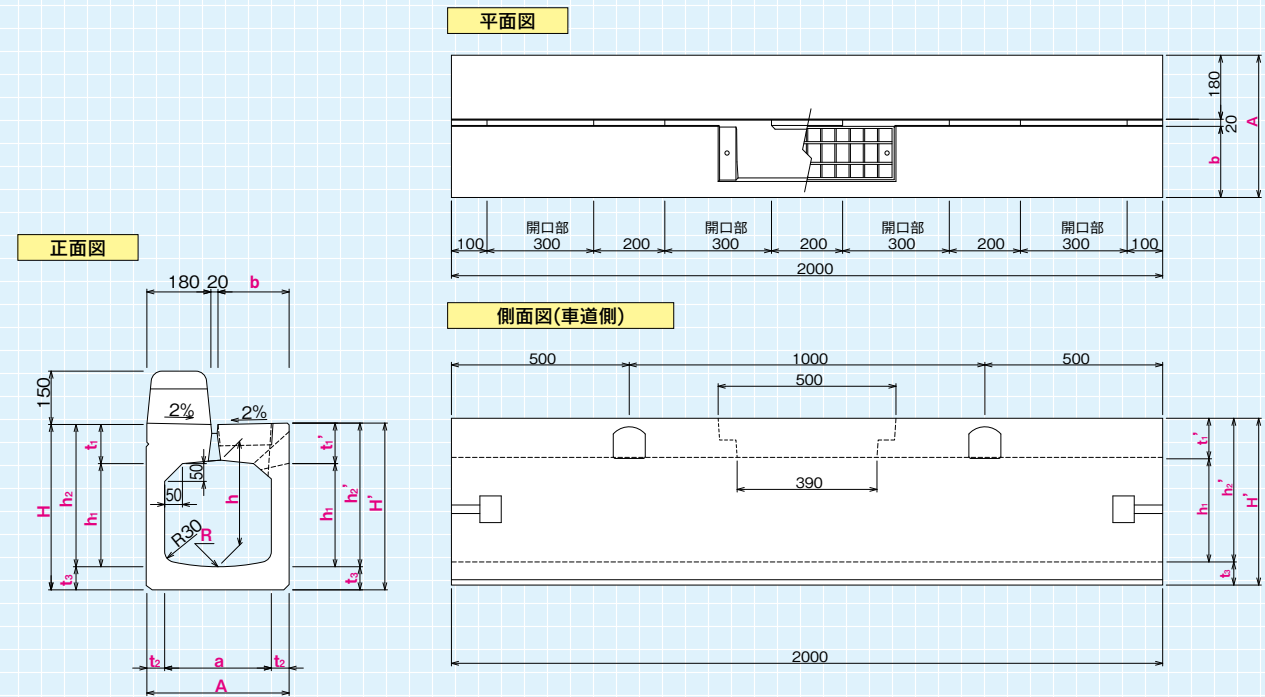 平面図
180
20
A
b
開口部 開口部 開口部 開口部
100 300 200 300 200 300 200 300 100
2000
正面図
180 20 b
150
2% 2%
t₁ t₁'
50
50
h
H h₂ h₁ h₁ h₂' H'
R30 R
t₃ t₃
t₂ a t₂
A
側面図(車道側)
500 1000 500
500
t₁'
390
h₁ h₂' H'
t₃
2000